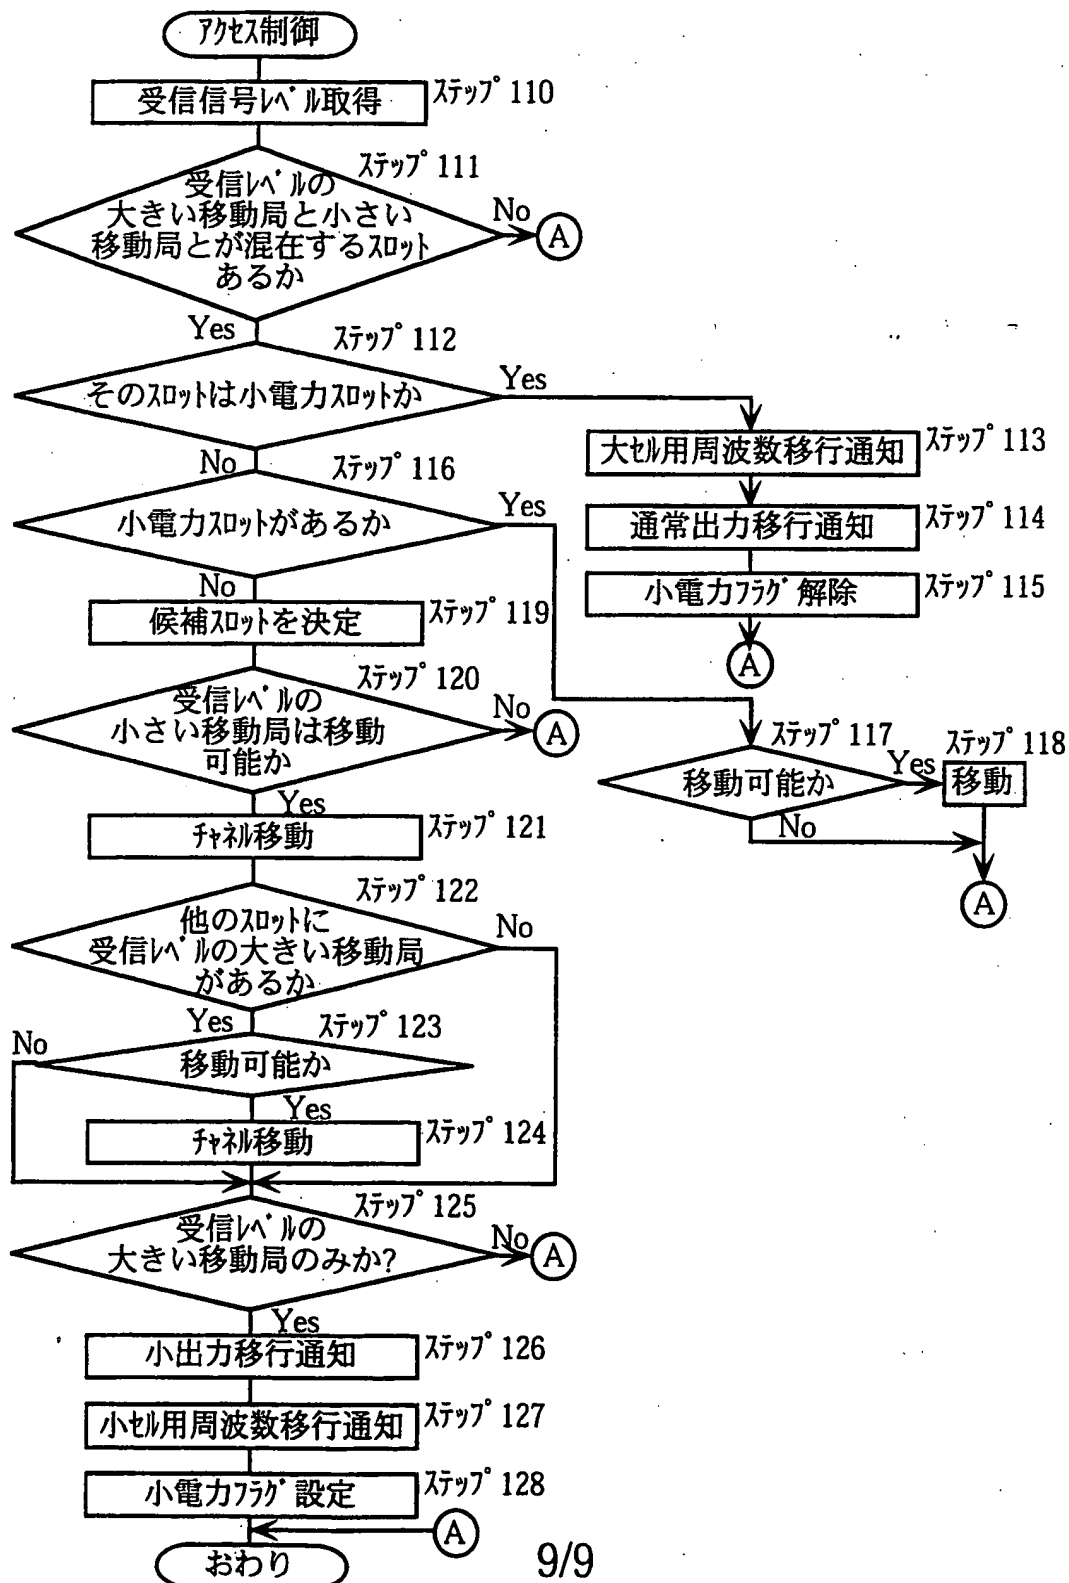 アクセス制御
受信信号レベル取得
ステップ 110
ステップ 111
受信レベルの
大きい移動局と小さい
移動局とが混在するスロット
あるか
No
A
Yes
ステップ 112
そのスロットは小電力スロットか
Yes
大セル用周波数移行通知
ステップ 113
通常出力移行通知
ステップ 114
小電力フラグ解除
ステップ 115
A
No
ステップ 116
小電力スロットがあるか
Yes
No
候補スロットを決定
ステップ 119
ステップ 120
受信レベルの
小さい移動局は移動
可能か
No
A
ステップ 117
移動可能か
Yes
ステップ 118
移動
No
A
Yes
チャネル移動
ステップ 121
ステップ 122
他のスロットに
受信レベルの大きい移動局
があるか
No
Yes
ステップ 123
No
移動可能か
Yes
チャネル移動
ステップ 124
ステップ 125
受信レベルの
大きい移動局のみか?
No
A
Yes
小出力移行通知
ステップ 126
小セル用周波数移行通知
ステップ 127
小電力フラグ設定
ステップ 128
A
おわり
9/9